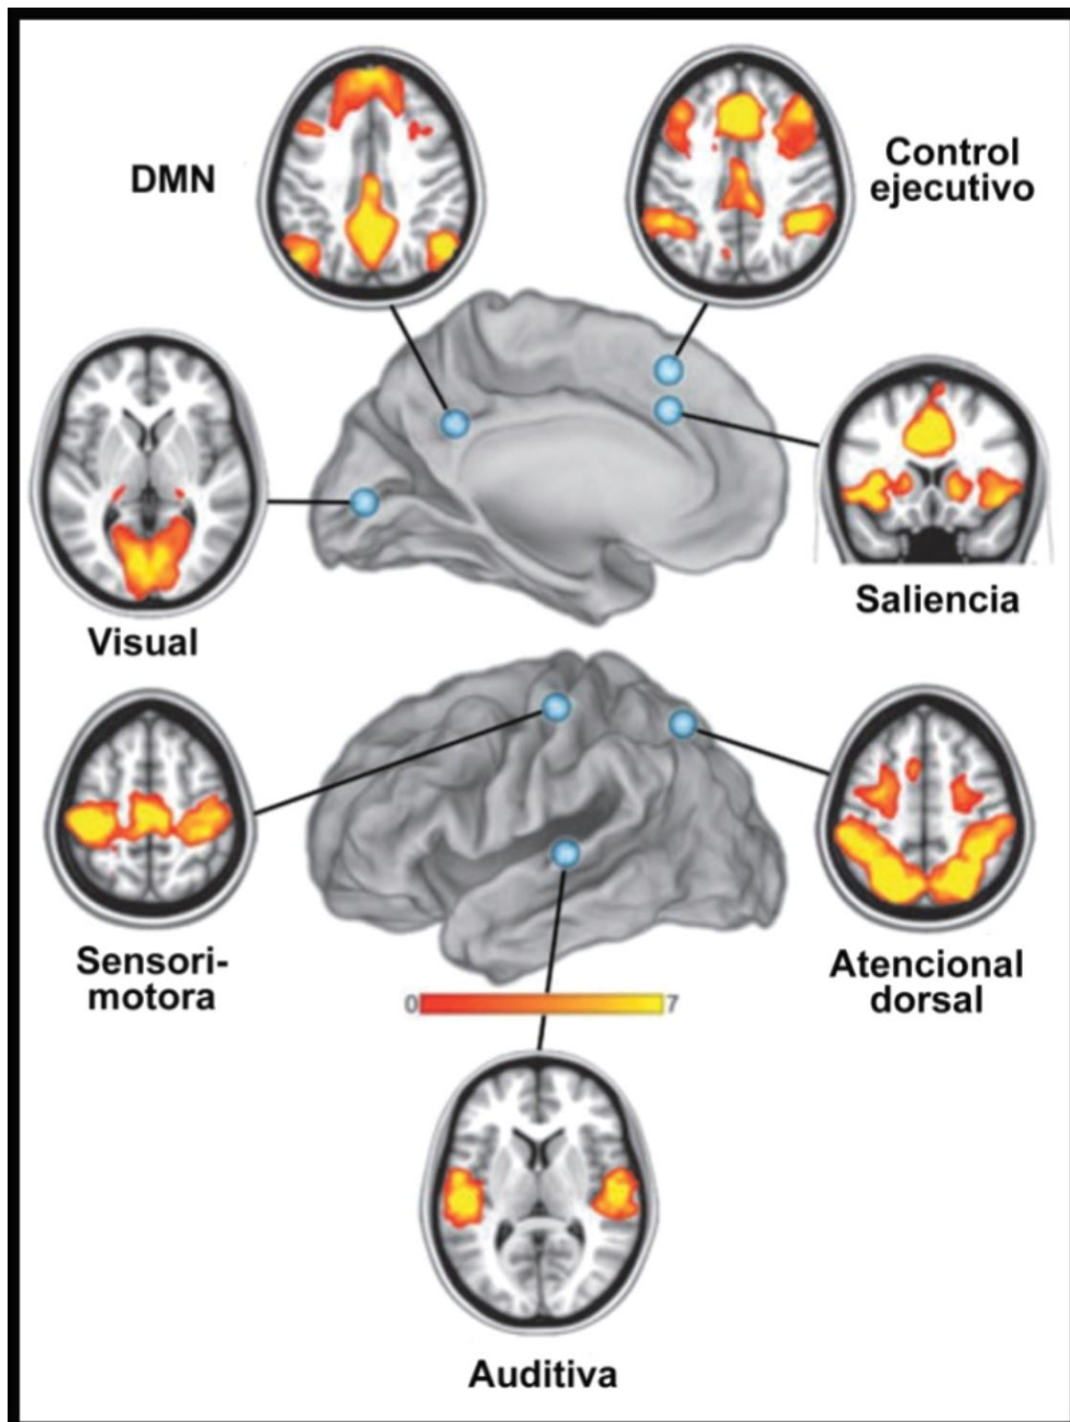 DMN
Control
ejecutivo
Visual
Saliencia
Sensori-
motora
Atencional
dorsal
0
7
Auditiva